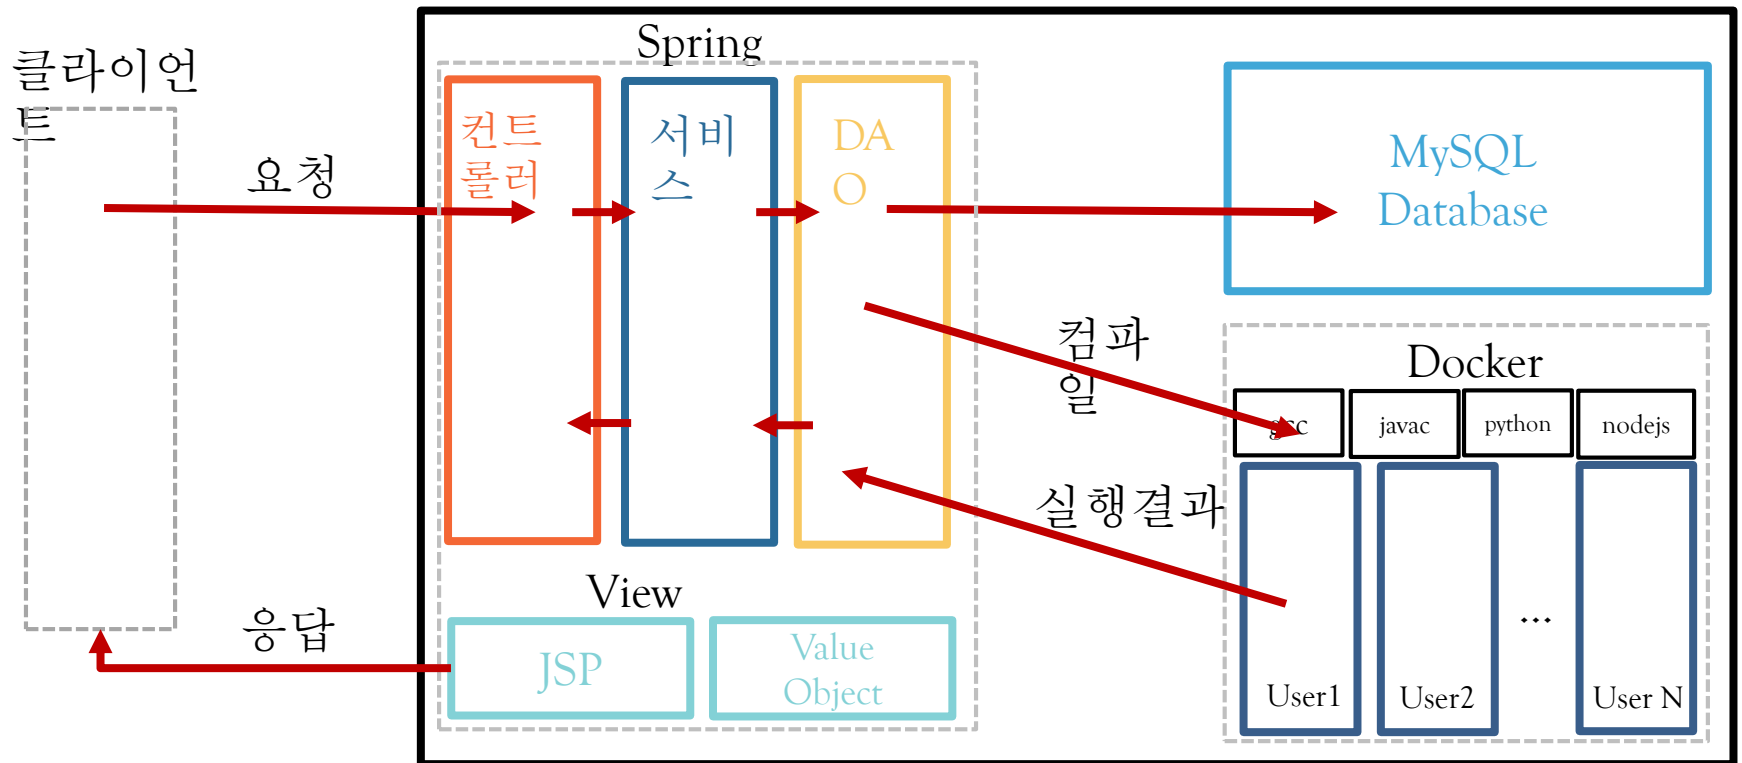 Spring
클라이언
트
요청
컨트
롤러
서비
스
DA
O
MySQL
Database
컴파
일
Docker
gcc
javac
python
nodejs
실행결과
View
응답
JSP
Value
Object
...
User1
User2
User N